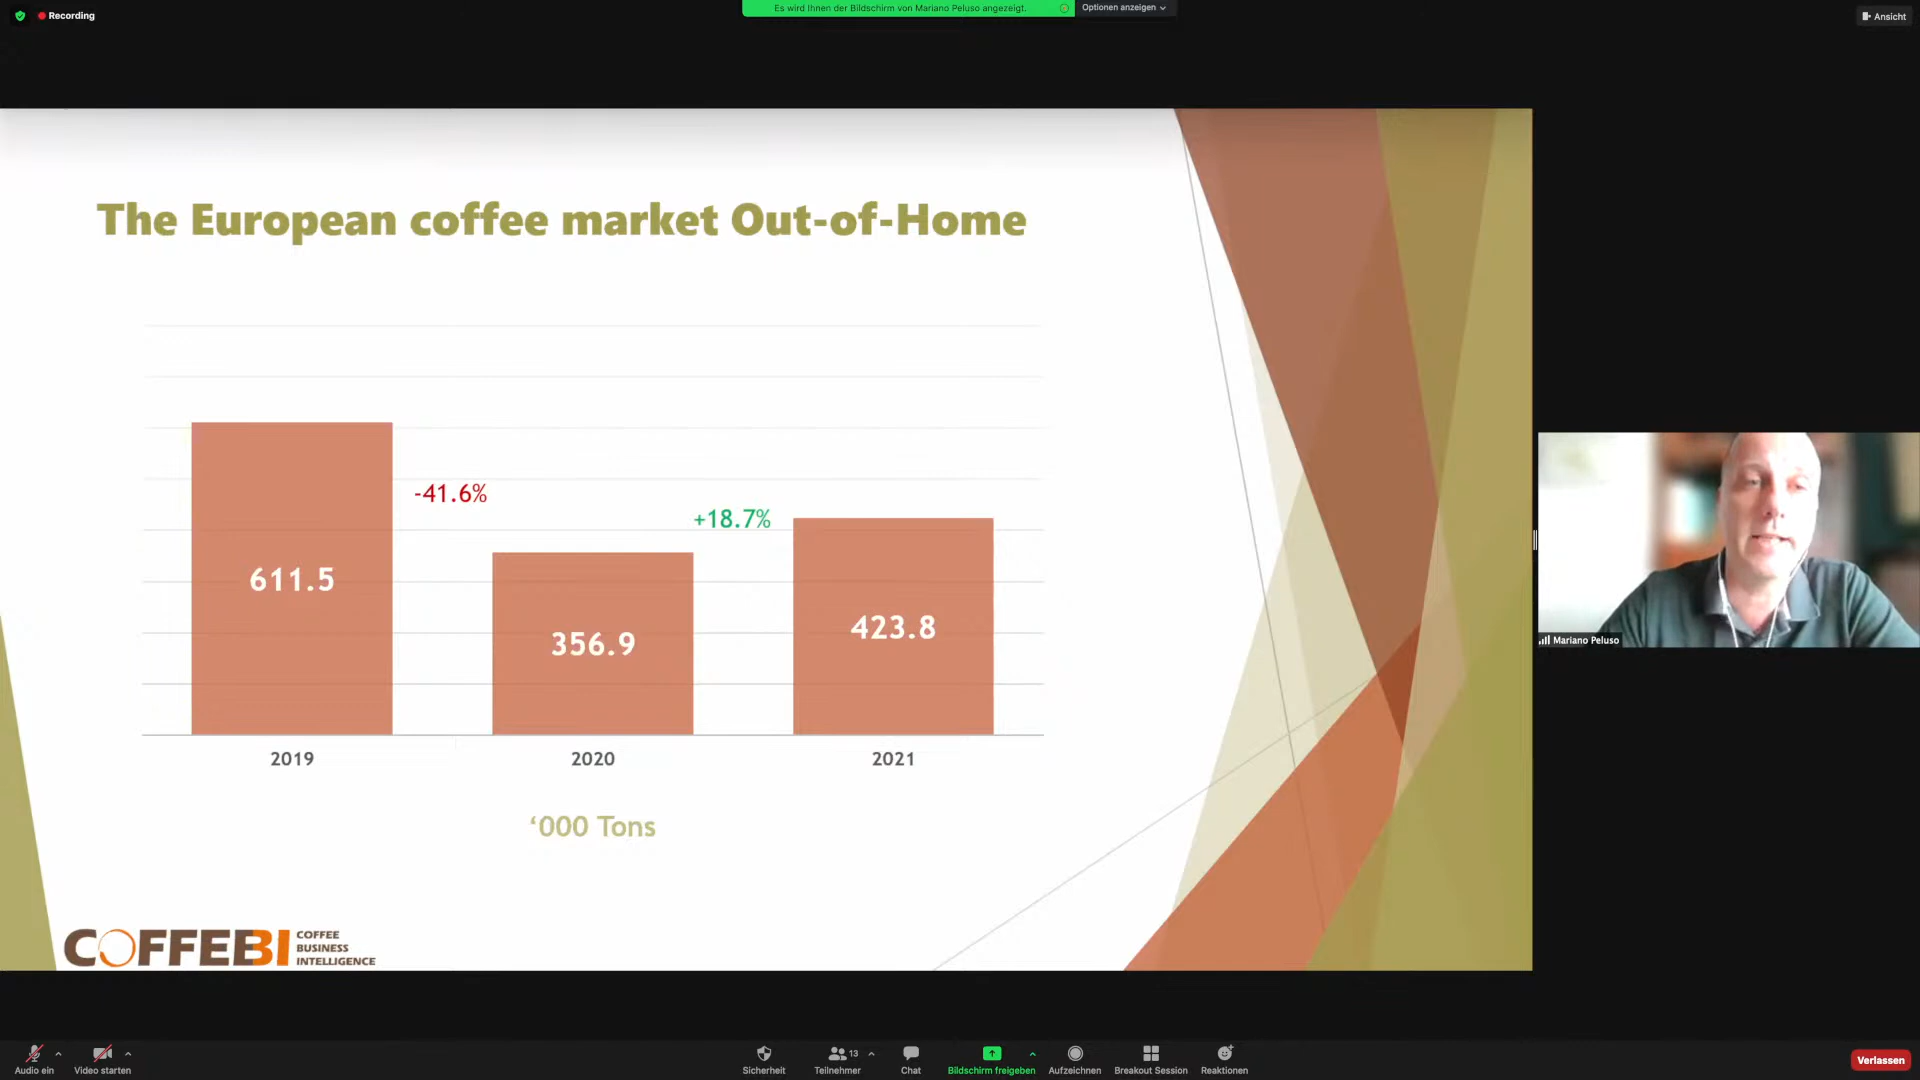 Recording
Es wird Ihnen der Bildschirm von Mariano Peluso angezeigt.
Optionen anzeigen
Ansicht
The European coffee market Out-of-Home
-41.6%
+18.7%
611.5
356.9
423.8
2019
2020
2021
‘000 Tons
COFFEEBI
COFFEE
BUSINESS
INTELLIGENCE
Mariano Peluso
Audio ein
Video starten
Sicherheit
13
Teilnehmer
Chat
Bildschirm freigeben
Aufzeichnen
Breakout Session
Reaktionen
Verlassen